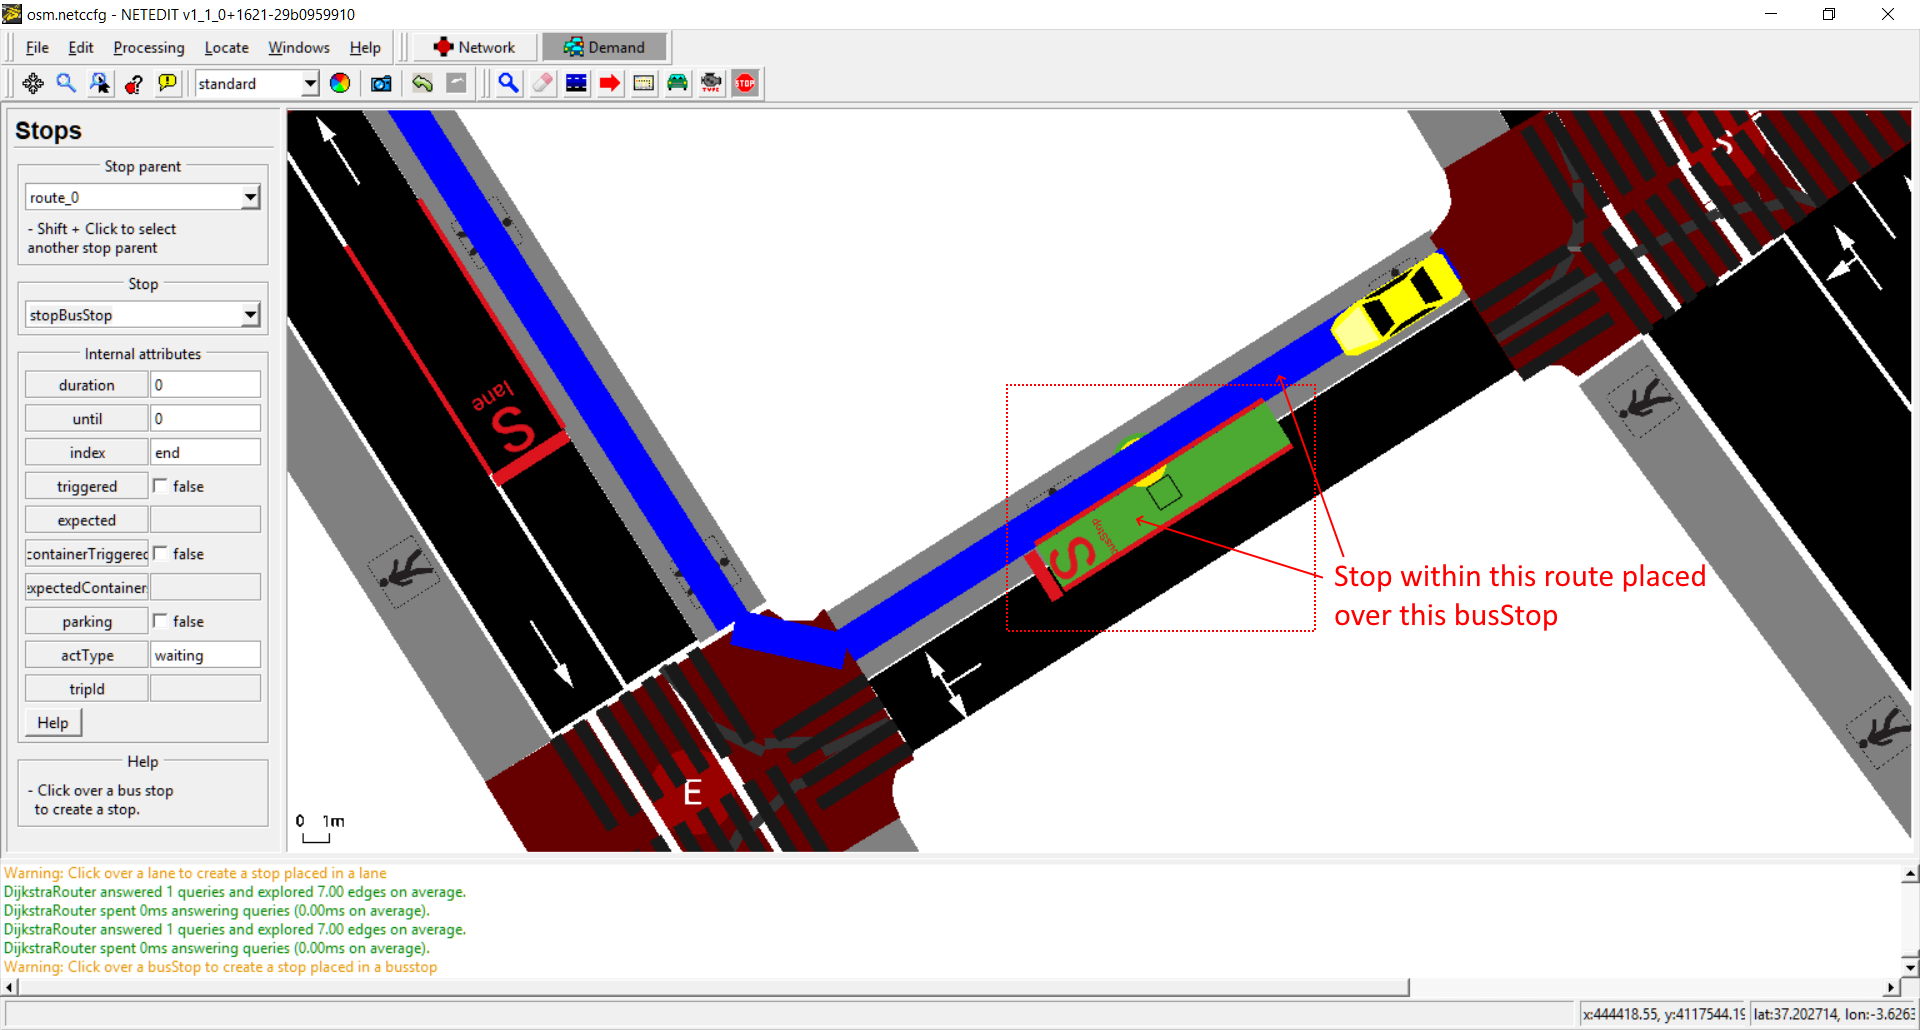 osm.netccfg - NETEDIT v1_1_0+1621-29b0959910
File Edit Processing Locate Windows Help Network Demand
standard TYPE STOP
Stops
Stop parent
route_0
- Shift + Click to select
another stop parent
Stop
stopBusStop
Internal attributes
duration 0
until 0
index end
triggered false
expected
containerTriggered false
expectedContainer
parking false
actType waiting
tripId
Help
Help
- Click over a bus stop
to create a stop.
lane
S
S
busStop
S
E
Stop within this route placed
over this busStop
0 1m
Warning: Click over a lane to create a stop placed in a lane
DijkstraRouter answered 1 queries and explored 7.00 edges on average.
DijkstraRouter spent 0ms answering queries (0.00ms on average).
DijkstraRouter answered 1 queries and explored 7.00 edges on average.
DijkstraRouter spent 0ms answering queries (0.00ms on average).
Warning: Click over a busStop to create a stop placed in a busstop
x:444418.55, y:4117544.19 lat:37.202714, lon:-3.6263